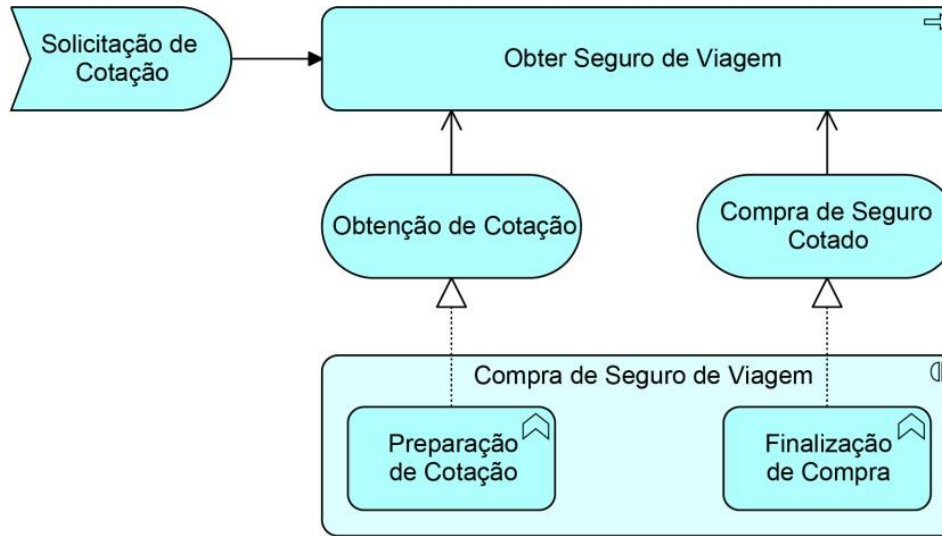 Solicitação de
Cotação
Obter Seguro de Viagem
Obtenção de Cotação
Compra de Seguro
Cotado
Compra de Seguro de Viagem
Preparação
de Cotação
Finalização
de Compra